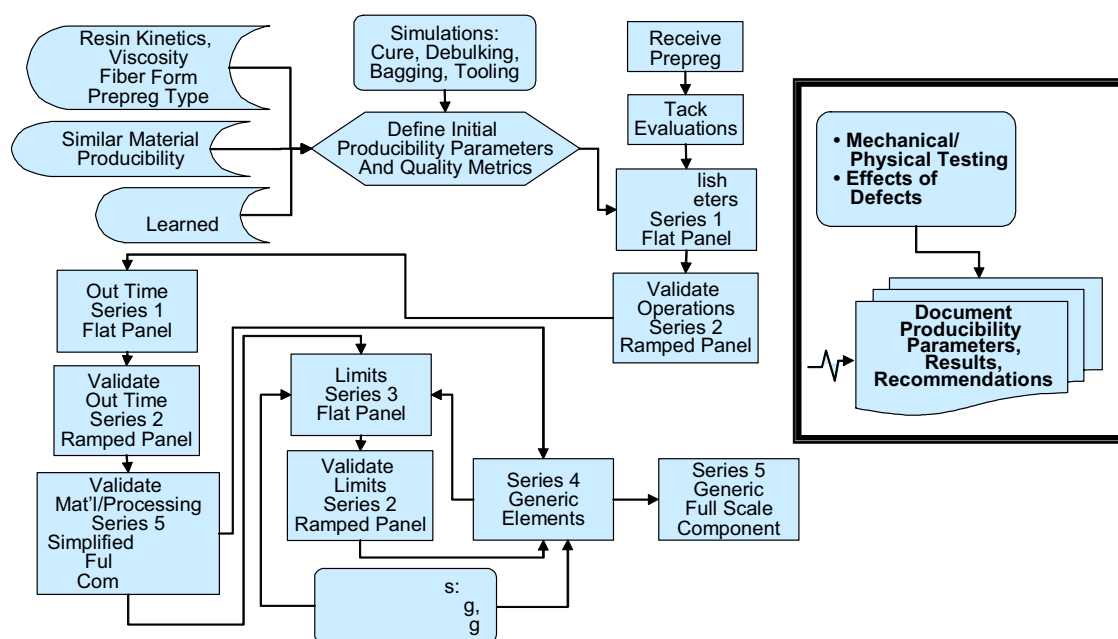 Resin Kinetics,
Viscosity
Fiber Form
Prepreg Type
Simulations:
Cure, Debulking,
Bagging, Tooling
Receive
Prepreg
Similar Material
Producibility
Define Initial
Producibility Parameters
And Quality Metrics
Tack
Evaluations
Learned
lish
eters
Series 1
Flat Panel
• Mechanical/
Physical Testing
• Effects of
Defects
Out Time
Series 1
Flat Panel
Validate
Operations
Series 2
Ramped Panel
Document
Producibility
Parameters,
Results,
Recommendations
Validate
Out Time
Series 2
Ramped Panel
Limits
Series 3
Flat Panel
Validate
Mat'l/Processing
Series 5
Simplified
Ful
Com
Validate
Limits
Series 2
Ramped Panel
Series 4
Generic
Elements
Series 5
Generic
Full Scale
Component
s:
g,
g